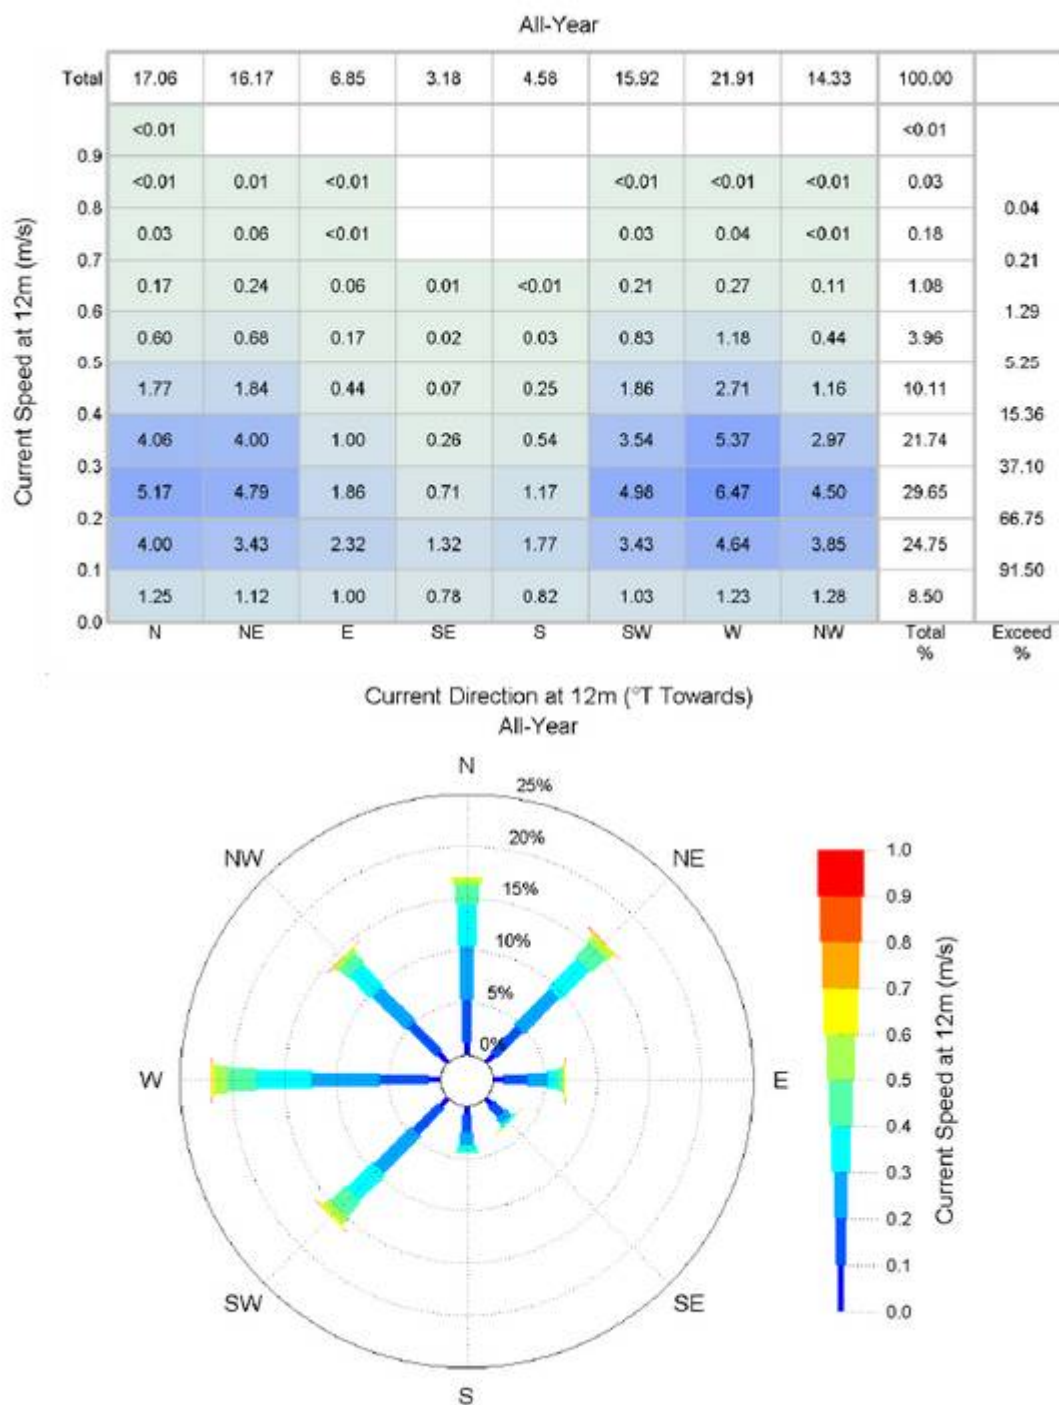 All-Year
Total 17.06 16.17 6.85 3.18 4.58 15.92 21.91 14.33 100.00
<0.01 <0.01
0.9
<0.01 0.01 <0.01 <0.01 <0.01 <0.01 0.03
0.8 0.04
0.03 0.06 <0.01 0.03 0.04 <0.01 0.18
0.7 0.21
0.17 0.24 0.06 0.01 <0.01 0.21 0.27 0.11 1.08
0.6 1.29
0.60 0.68 0.17 0.02 0.03 0.83 1.18 0.44 3.96
0.5 5.25
1.77 1.84 0.44 0.07 0.25 1.86 2.71 1.16 10.11
0.4 15.36
4.06 4.00 1.00 0.26 0.54 3.54 5.37 2.97 21.74
0.3 37.10
5.17 4.79 1.86 0.71 1.17 4.98 6.47 4.50 29.65
0.2 66.75
4.00 3.43 2.32 1.32 1.77 3.43 4.64 3.85 24.75
0.1 91.50
1.25 1.12 1.00 0.78 0.82 1.03 1.23 1.28 8.50
0.0
N NE E SE S SW W NW Total Exceed
% %
Current Speed at 12m (m/s)
Current Direction at 12m (°T Towards)
All-Year
N
25%
20%
15%
10%
5%
0%
NE
E
SE
S
SW
W
NW
1.0
0.9
0.8
0.7
0.6
0.5
0.4
0.3
0.2
0.1
0.0
Current Speed at 12m (m/s)